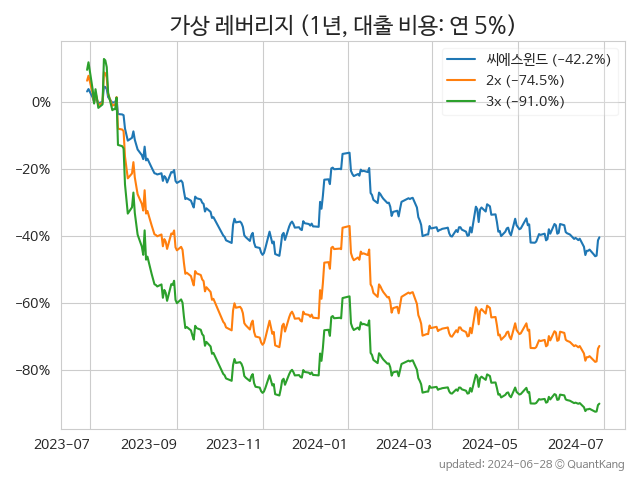 가상 레버리지 (1년, 대출 비용: 연 5%)
씨에스윈드 (−42.2%)
2x (−74.5%)
3x (−91.0%)
0%
−20%
−40%
−60%
−80%
2023-07 2023-09 2023-11 2024-01 2024-03 2024-05 2024-07
updated: 2024-06-28 © QuantKang